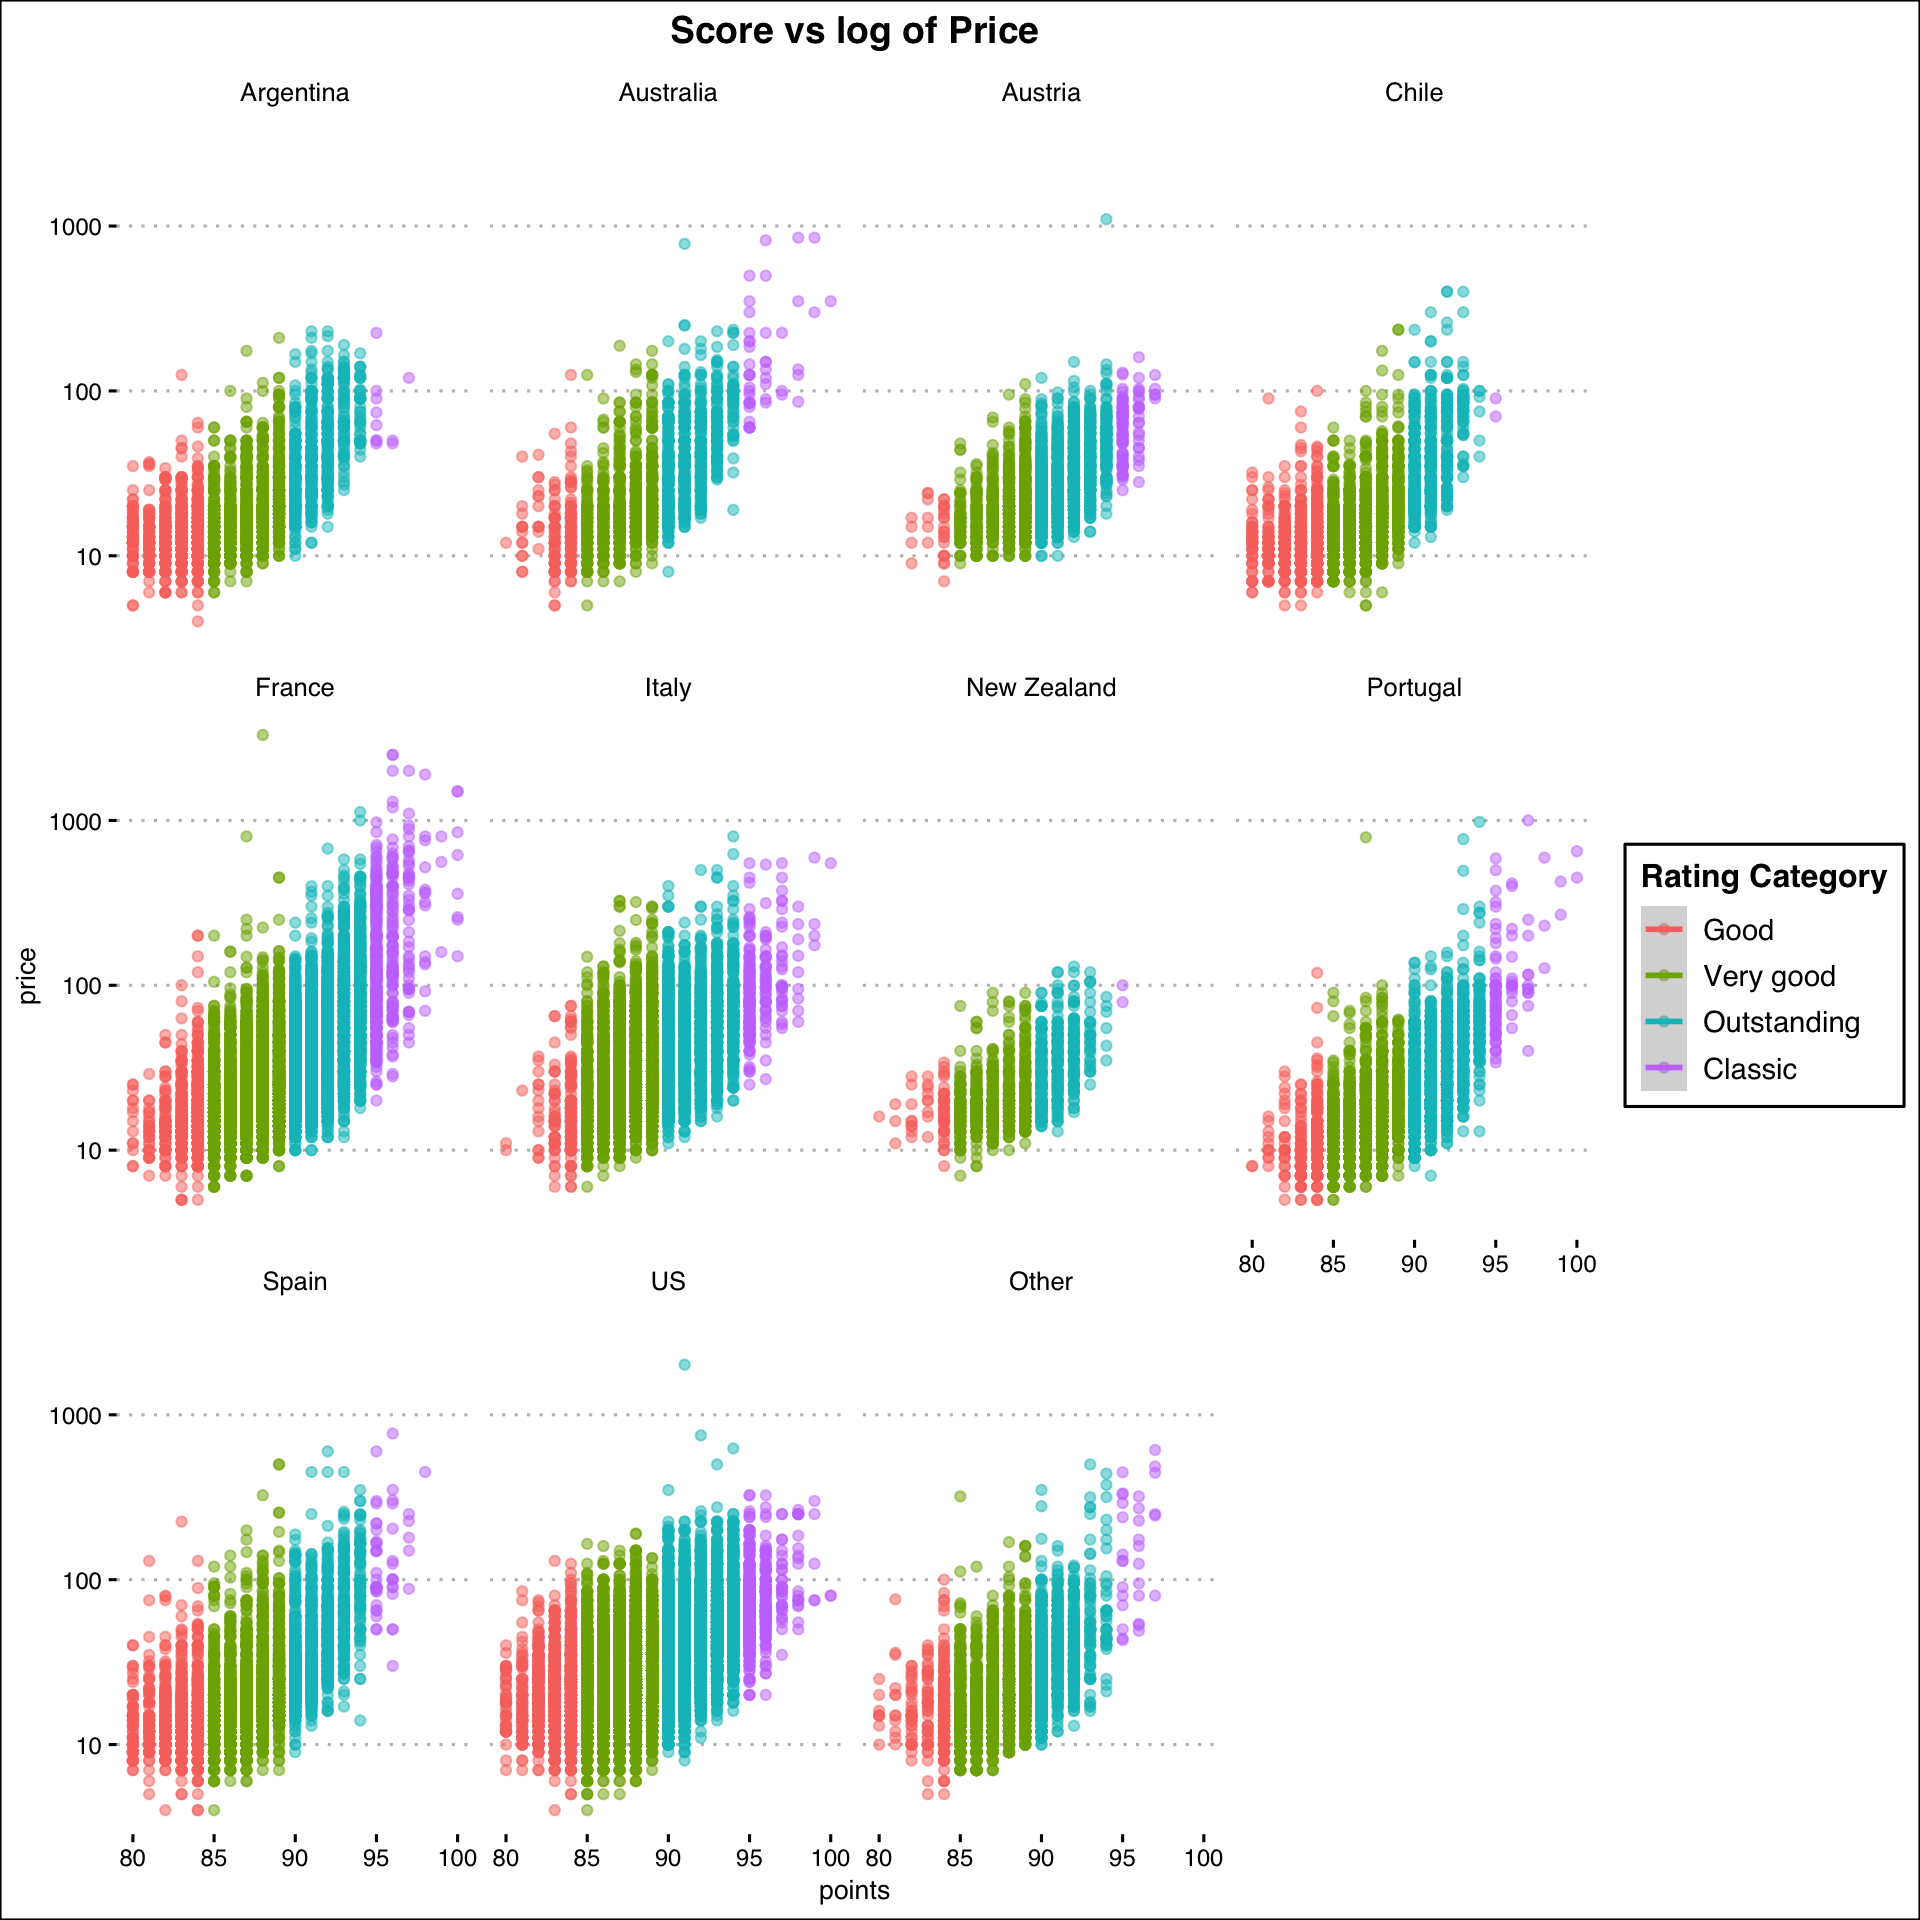 Score vs log of Price
Argentina
Australia
Austria
Chile
1000
100
10
France
Italy
New Zealand
Portugal
1000
100
10
price
80 85 90 95 100
Rating Category
Good
Very good
Outstanding
Classic
Spain
US
Other
1000
100
10
80 85 90 95 100
80 85 90 95 100
80 85 90 95 100
points